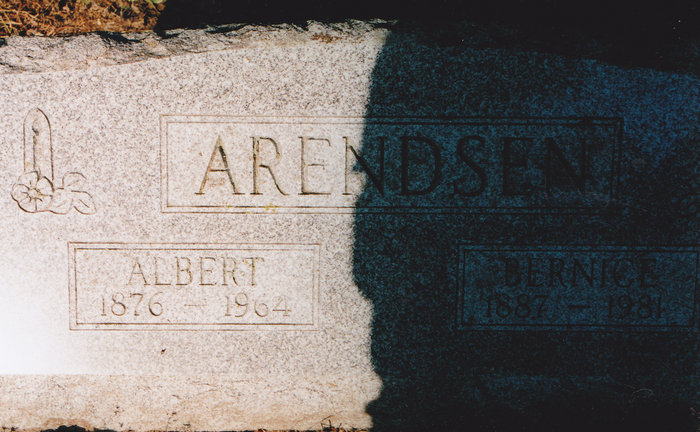 ARENDSEN
ALBERT
1876 — 1964
BERNICE
1887 — 1981